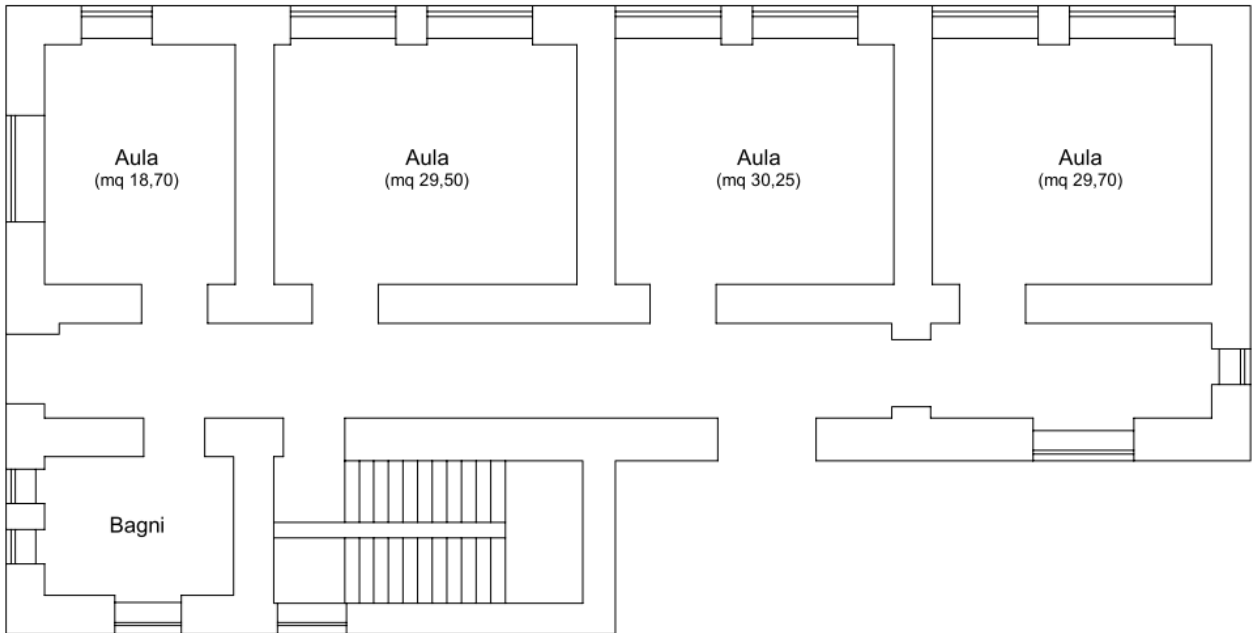 Aula
(mq 18,70)
Aula
(mq 29,50)
Aula
(mq 30,25)
Aula
(mq 29,70)
Bagni